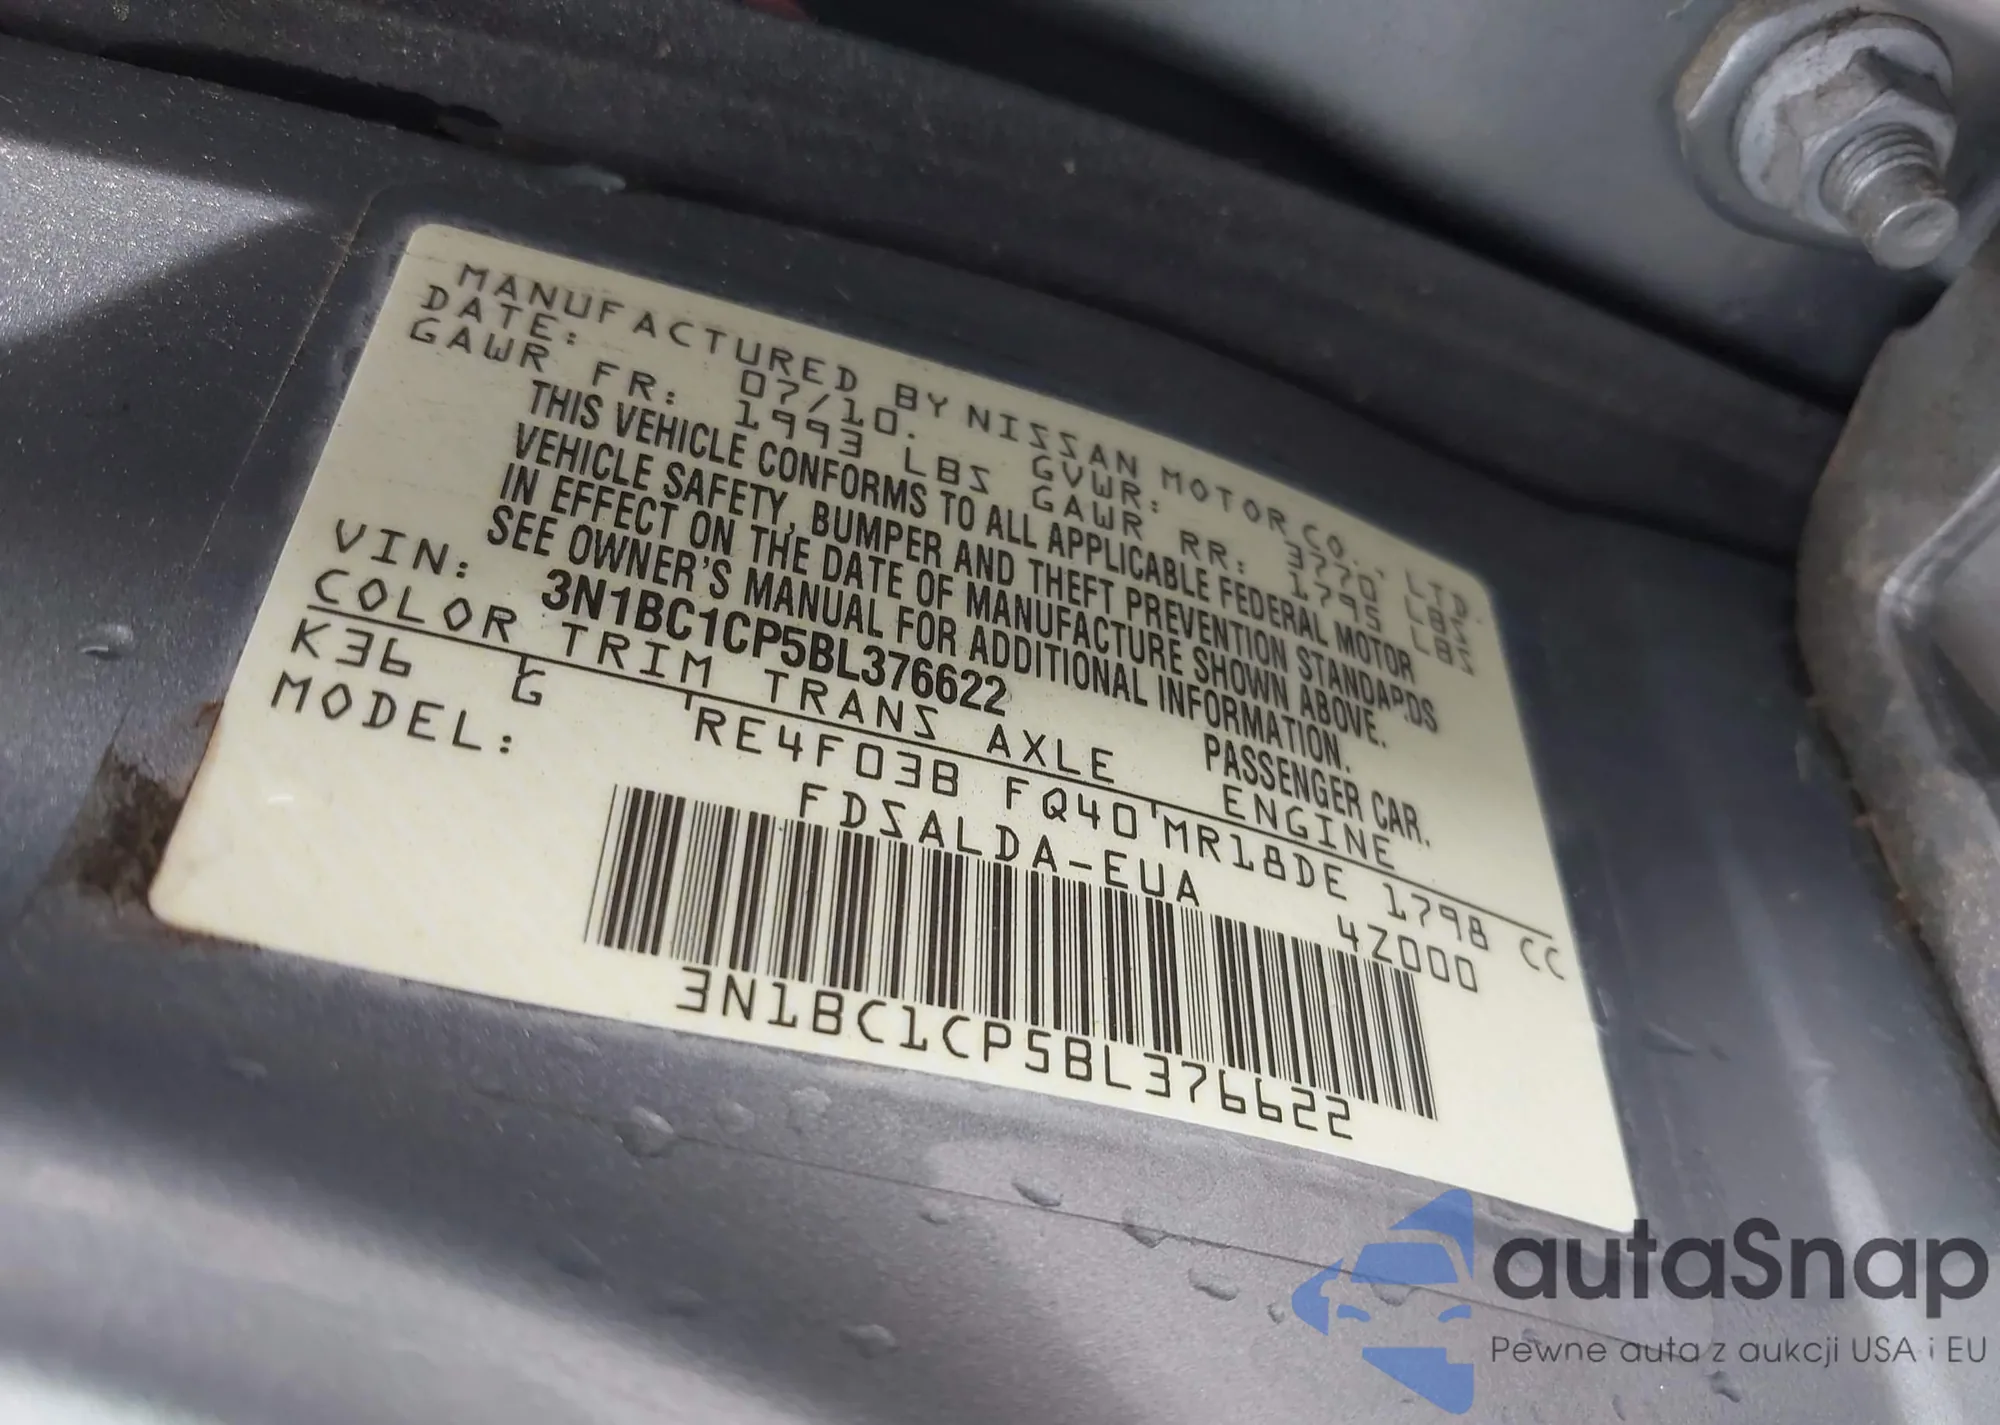 MANUFACTURED BY NISSAN MOTOR CO., LTD.
DATE: 07/10. GVWR: 3770 LBS
GAWR FR: 1993 LBS GAWR RR: 1795 LBS
THIS VEHICLE CONFORMS TO ALL APPLICABLE FEDERAL MOTOR
VEHICLE SAFETY, BUMPER AND THEFT PREVENTION STANDARDS
IN EFFECT ON THE DATE OF MANUFACTURE SHOWN ABOVE.
SEE OWNER'S MANUAL FOR ADDITIONAL INFORMATION.
VIN: 3N1BC1CP5BL376622 PASSENGER CAR.
COLOR TRIM TRANS AXLE ENGINE
K36 G RE4F03B FQ40 MR18DE 1798 CC
MODEL: FDSALDA-EUA 4Z000
3N1BC1CP5BL376622
autaSnap
Pewne auta z aukcji USA i EU